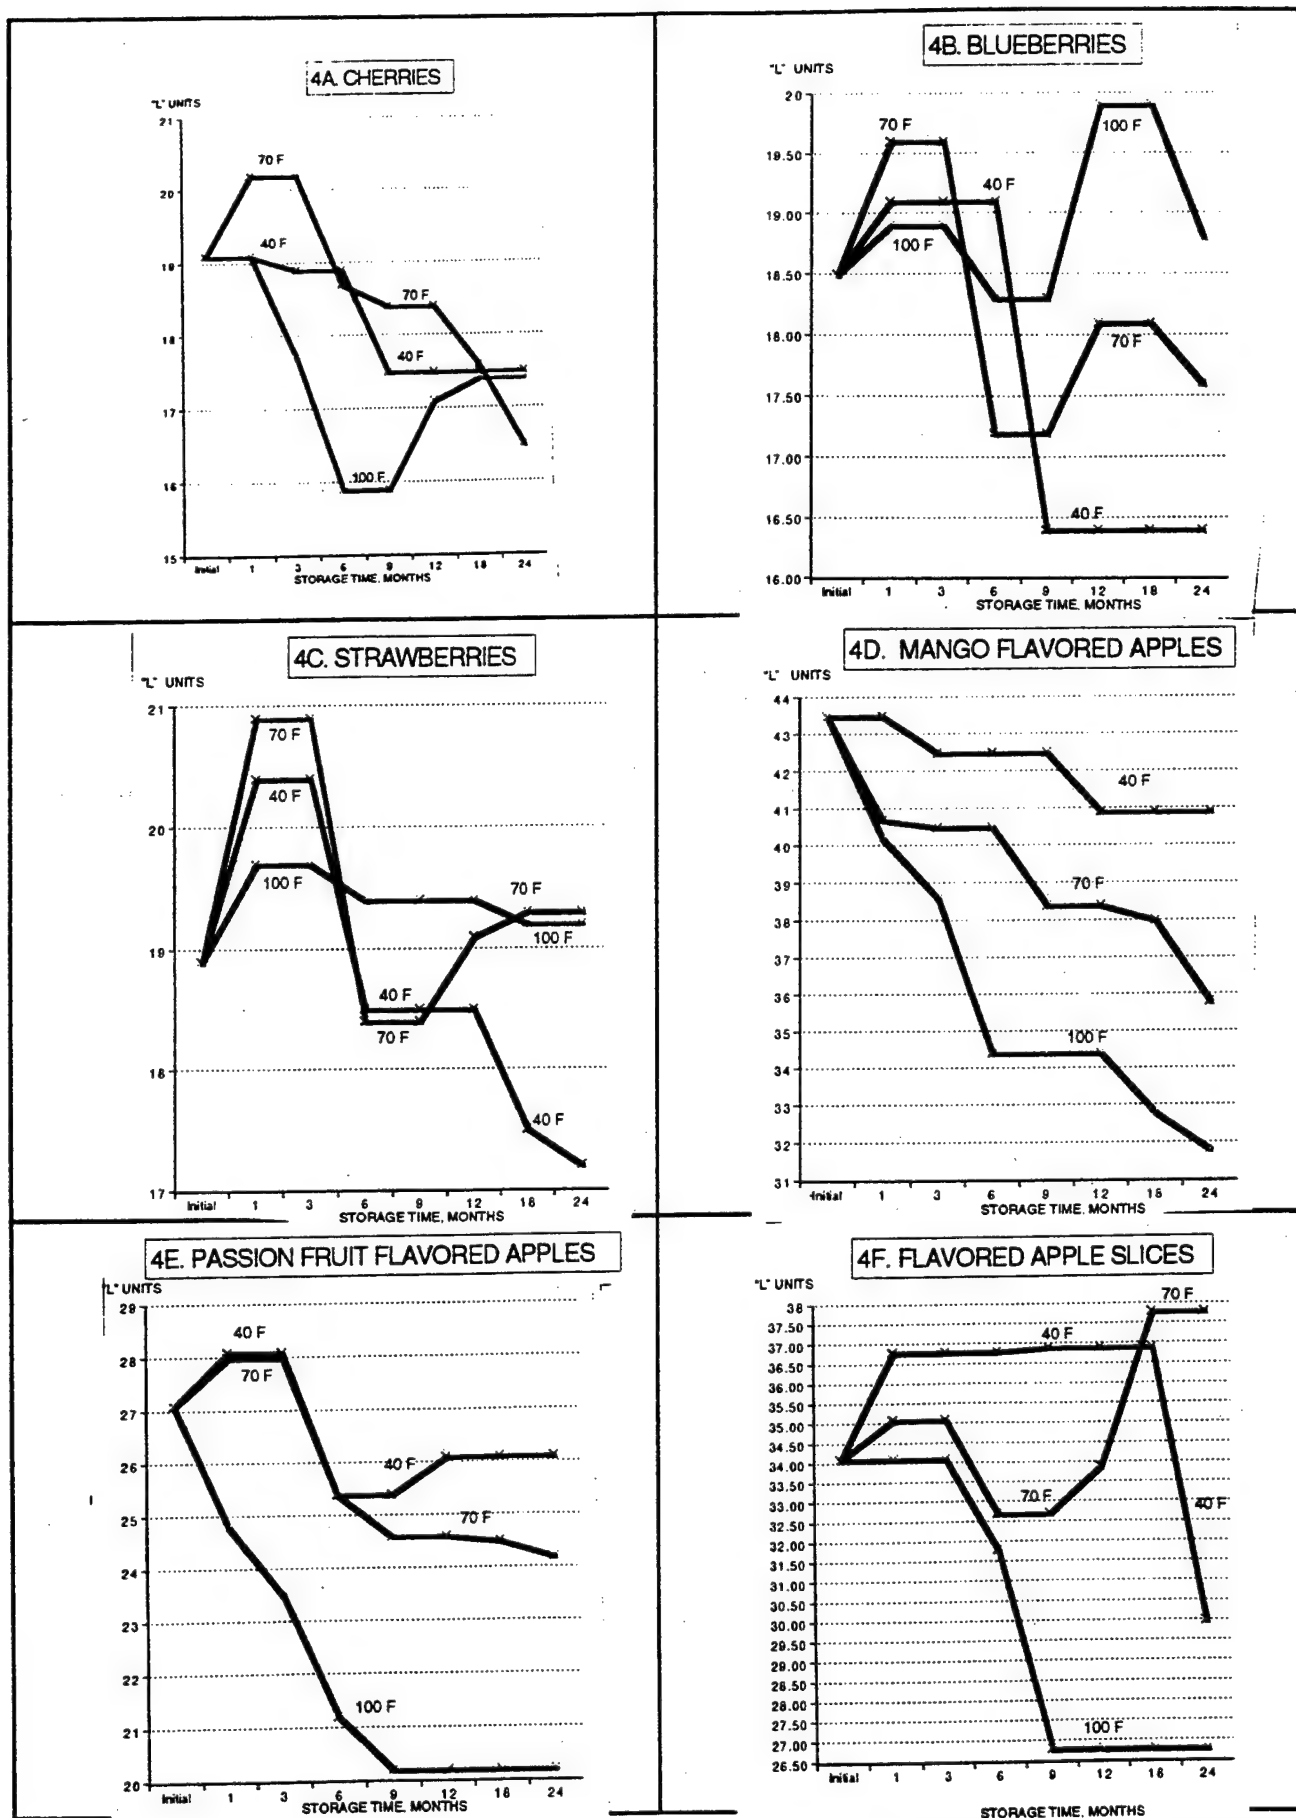 4A. CHERRIES
"L" UNITS
21
20
19
18
17
16
15
70 F
40 F
70 F
40 F
100 F
Initial 1 3 6 9 12 18 24
STORAGE TIME, MONTHS
4B. BLUEBERRIES
"L" UNITS
20
19.50
19.00
18.50
18.00
17.50
17.00
16.50
16.00
70 F
40 F
100 F
100 F
70 F
40 F
Initial 1 3 6 9 12 18 24
STORAGE TIME, MONTHS
4C. STRAWBERRIES
"L" UNITS
21
20
19
18
17
70 F
40 F
100 F
70 F
100 F
40 F
70 F
40 F
Initial 1 3 6 9 12 18 24
STORAGE TIME, MONTHS
4D. MANGO FLAVORED APPLES
"L" UNITS
44
43
42
41
40
39
38
37
36
35
34
33
32
31
40 F
70 F
100 F
Initial 1 3 6 9 12 18 24
STORAGE TIME, MONTHS
4E. PASSION FRUIT FLAVORED APPLES
"L" UNITS
29
28
27
26
25
24
23
22
21
20
40 F
70 F
40 F
70 F
100 F
Initial 1 3 6 9 12 18 24
STORAGE TIME, MONTHS
4F. FLAVORED APPLE SLICES
"L" UNITS
38
37.50
37.00
36.50
36.00
35.50
35.00
34.50
34.00
33.50
33.00
32.50
32.00
31.50
31.00
30.50
30.00
29.50
29.00
28.50
28.00
27.50
27.00
26.50
70 F
40 F
70 F
40 F
100 F
Initial 1 3 6 9 12 18 24
STORAGE TIME, MONTHS